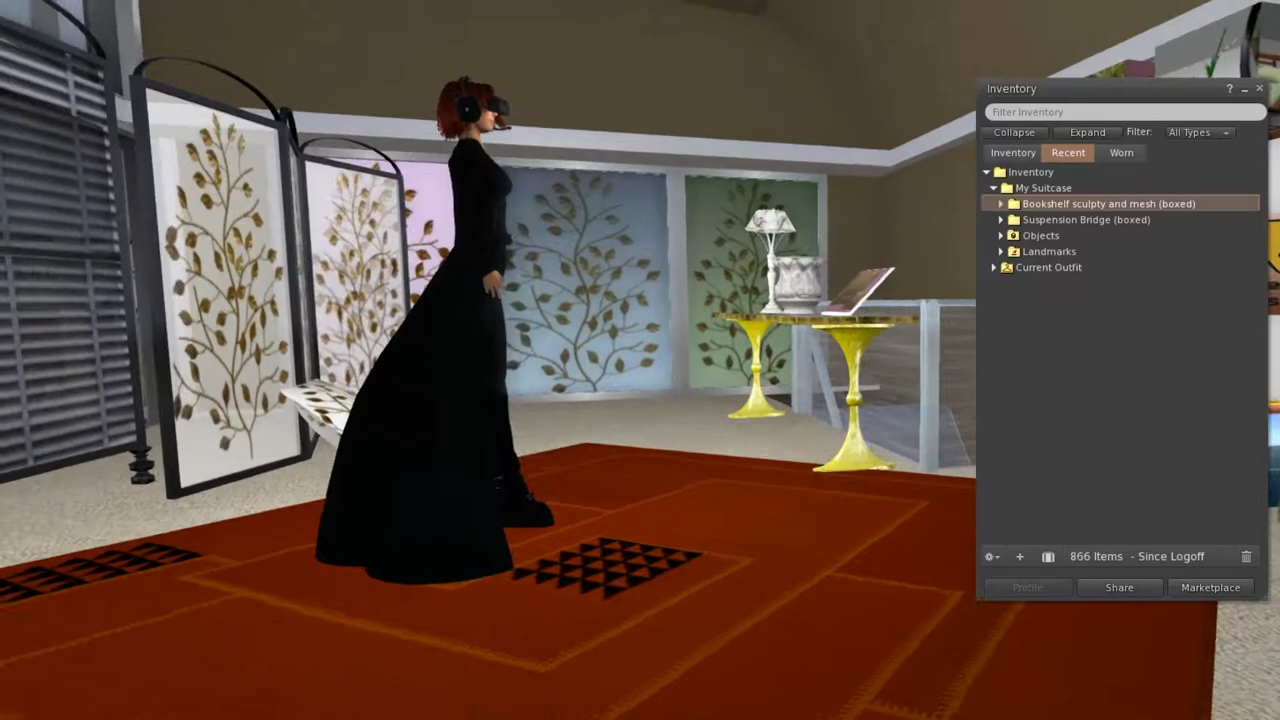 Inventory ?
Filter Inventory
Collapse Expand Filter: All Types
Inventory Recent Worn
Inventory
My Suitcase
Bookshelf sculpty and mesh (boxed)
Suspension Bridge (boxed)
Objects
Landmarks
Current Outfit
866 Items - Since Logoff
Profile Share Marketplace